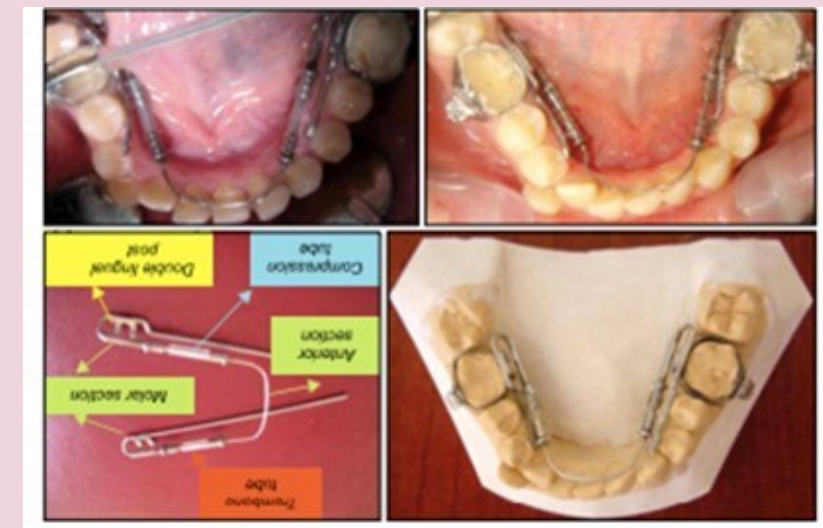 Trombone
tube
Molar section
Anterior
section
Compression
tube
Double lingual
post